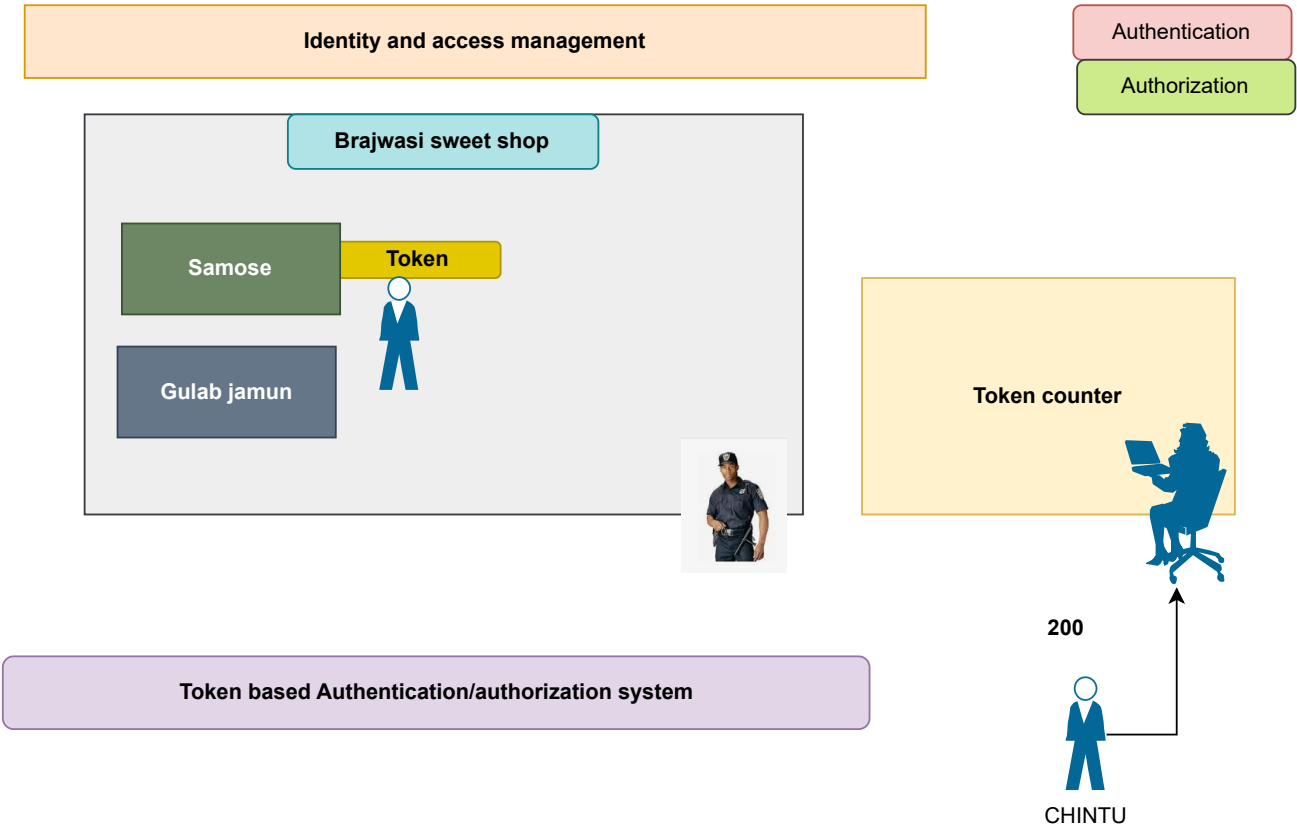 Identity and access management
Authentication
Authorization
Brajwasi sweet shop
Samose
Token
Gulab jamun
Token counter
200
Token based Authentication/authorization system
CHINTU